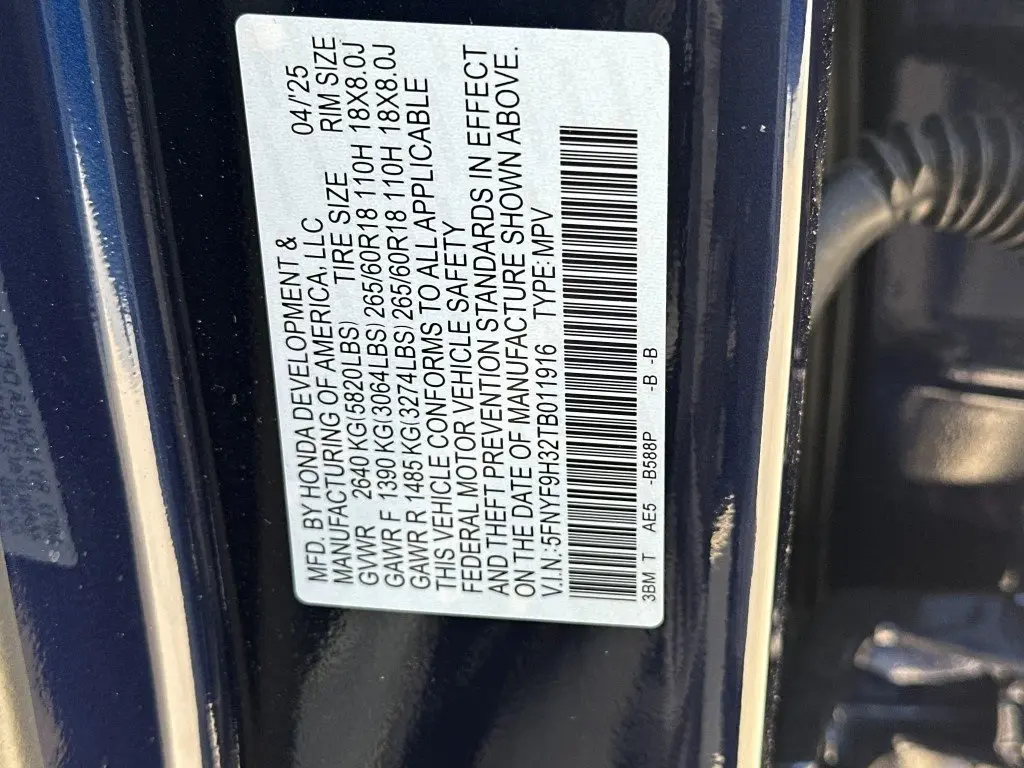 MFD. BY HONDA DEVELOPMENT &
MANUFACTURING OF AMERICA, LLC 04/'25
GVWR 2640 KG(5820LBS) TIRE SIZE RIM SIZE
GAWR F 1390 KG(3064LBS) 265/60R18 110H 18X8.0J
GAWR R 1485 KG(3274LBS) 265/60R18 110H 18X8.0J
THIS VEHICLE CONFORMS TO ALL APPLICABLE
FEDERAL MOTOR VEHICLE SAFETY
AND THEFT PREVENTION STANDARDS IN EFFECT
ON THE DATE OF MANUFACTURE SHOWN ABOVE.
V.I.N.:5FNYF9H32TB011916 TYPE:MPV
3BM T AE5 -B588P -B -B